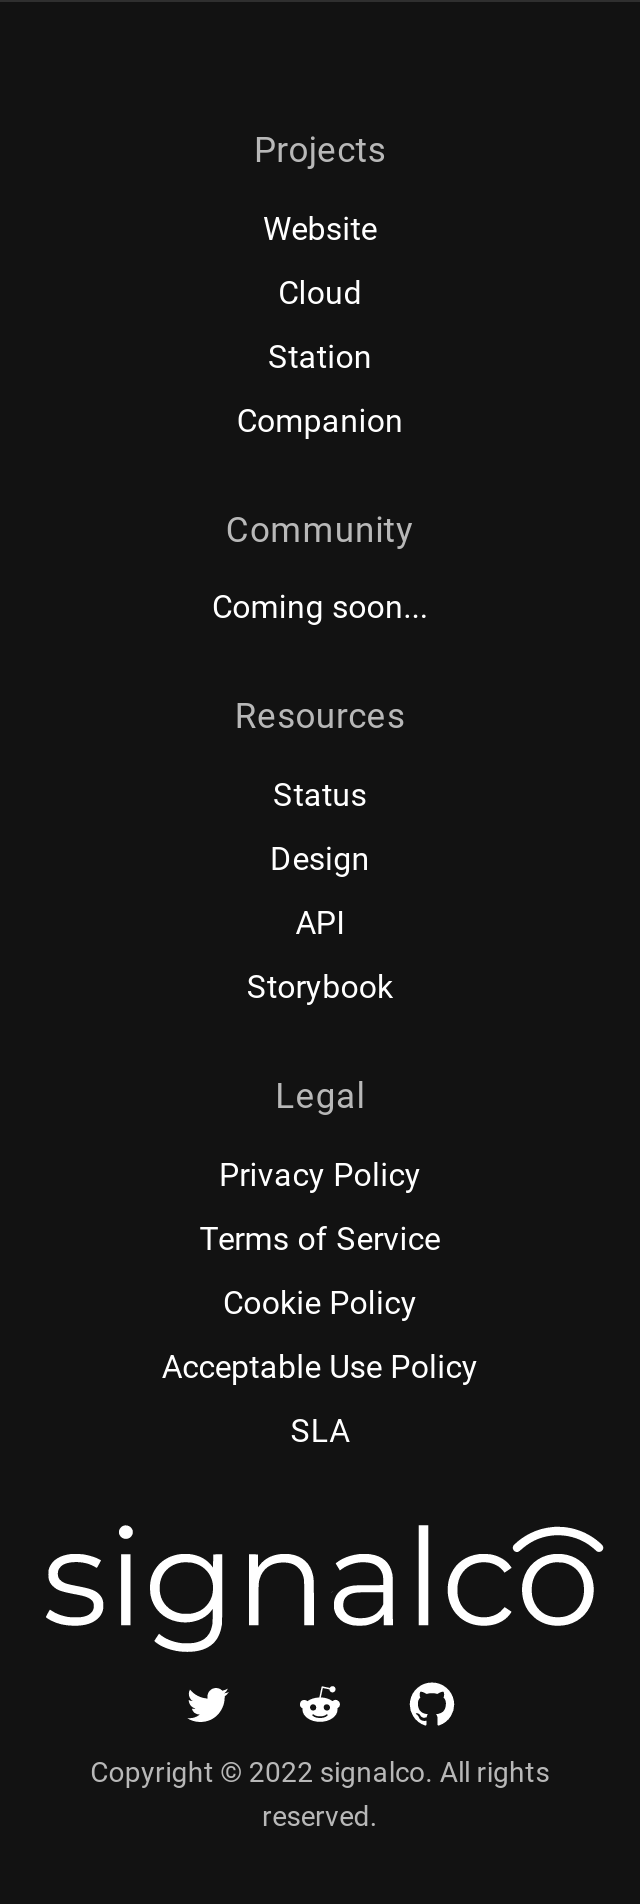 Projects
Website
Cloud
Station
Companion
Community
Coming soon...
Resources
Status
Design
API
Storybook
Legal
Privacy Policy
Terms of Service
Cookie Policy
Acceptable Use Policy
SLA
signalco
Copyright © 2022 signalco. All rights
reserved.